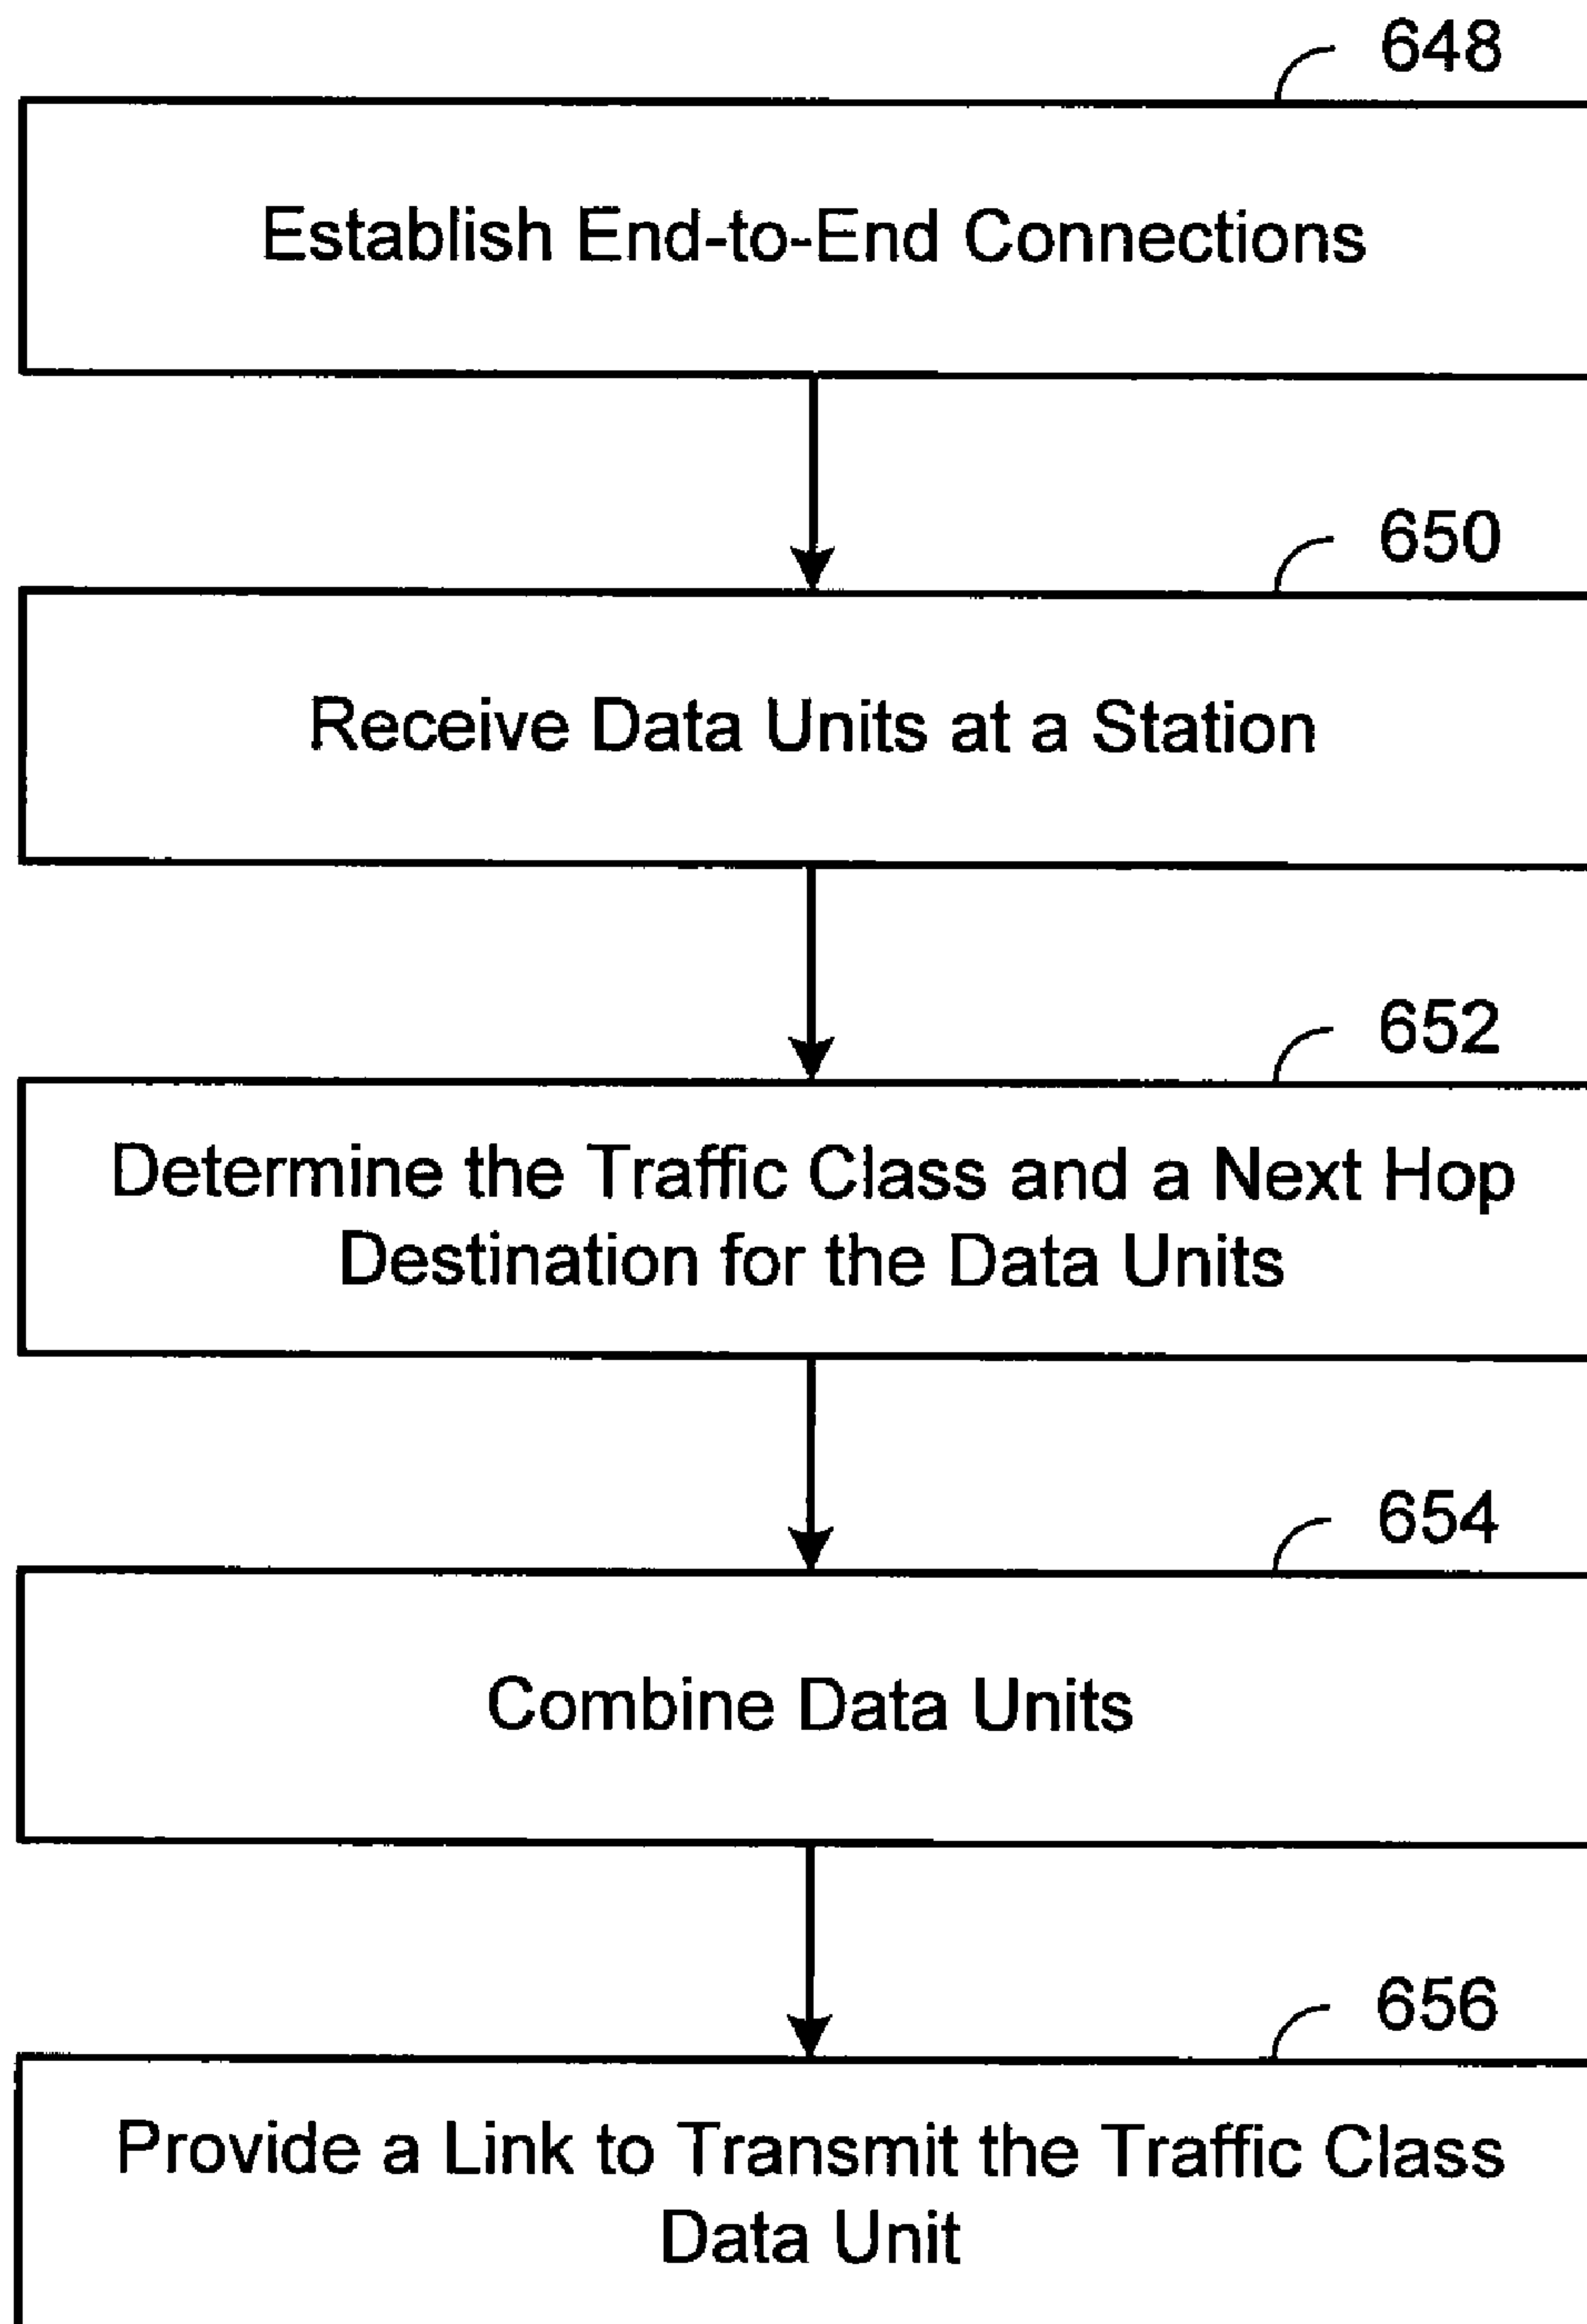 648
Establish End-to-End Connections
650
Receive Data Units at a Station
652
Determine the Traffic Class and a Next Hop
Destination for the Data Units
654
Combine Data Units
656
Provide a Link to Transmit the Traffic Class
Data Unit